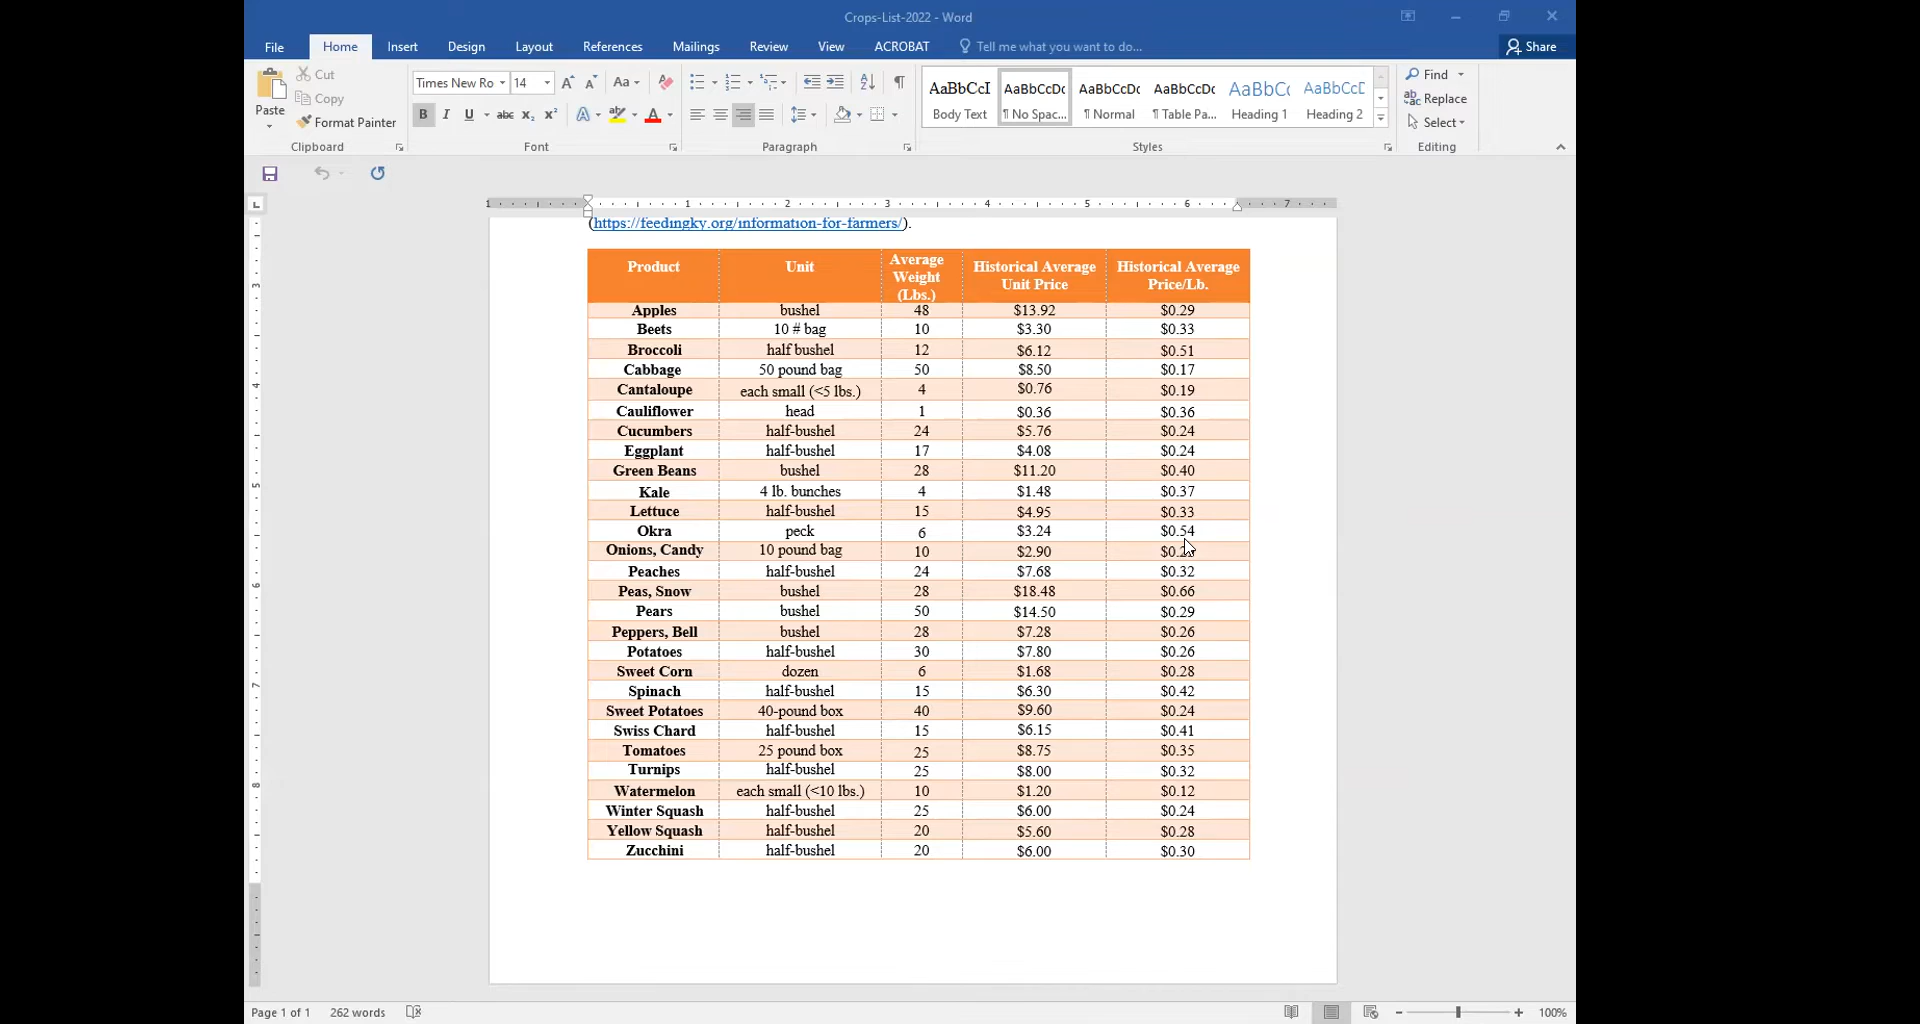 Crops-List-2022 - Word
File Home Insert Design Layout References Mailings Review View ACROBAT Tell me what you want to do... Share
Paste
Cut
Copy
Format Painter
Clipboard
Times New Ro 14
Font
Paragraph
AaBbCcI AaBbCcDc AaBbCcDc AaBbCcDc AaBbC( AaBbCcE
Body Text ¶ No Spac... ¶ Normal ¶ Table Pa... Heading 1 Heading 2
Styles
Find
Replace
Select
Editing
1 1 2 3 4 5 6 7
(https://feedingky.org/information-for-farmers/).
Product Unit Average Weight (Lbs.) Historical Average Unit Price Historical Average Price/Lb.
Apples bushel 48 $13.92 $0.29
Beets 10 # bag 10 $3.30 $0.33
Broccoli half bushel 12 $6.12 $0.51
Cabbage 50 pound bag 50 $8.50 $0.17
Cantaloupe each small (<5 lbs.) 4 $0.76 $0.19
Cauliflower head 1 $0.36 $0.36
Cucumbers half-bushel 24 $5.76 $0.24
Eggplant half-bushel 17 $4.08 $0.24
Green Beans bushel 28 $11.20 $0.40
Kale 4 lb. bunches 4 $1.48 $0.37
Lettuce half-bushel 15 $4.95 $0.33
Okra peck 6 $3.24 $0.54
Onions, Candy 10 pound bag 10 $2.90
Peaches half-bushel 24 $7.68 $0.32
Peas, Snow bushel 28 $18.48 $0.66
Pears bushel 50 $14.50 $0.29
Peppers, Bell bushel 28 $7.28 $0.26
Potatoes half-bushel 30 $7.80 $0.26
Sweet Corn dozen 6 $1.68 $0.28
Spinach half-bushel 15 $6.30 $0.42
Sweet Potatoes 40-pound box 40 $9.60 $0.24
Swiss Chard half-bushel 15 $6.15 $0.41
Tomatoes 25 pound box 25 $8.75 $0.35
Turnips half-bushel 25 $8.00 $0.32
Watermelon each small (<10 lbs.) 10 $1.20 $0.12
Winter Squash half-bushel 25 $6.00 $0.24
Yellow Squash half-bushel 20 $5.60 $0.28
Zucchini half-bushel 20 $6.00 $0.30
Page 1 of 1 262 words 100%